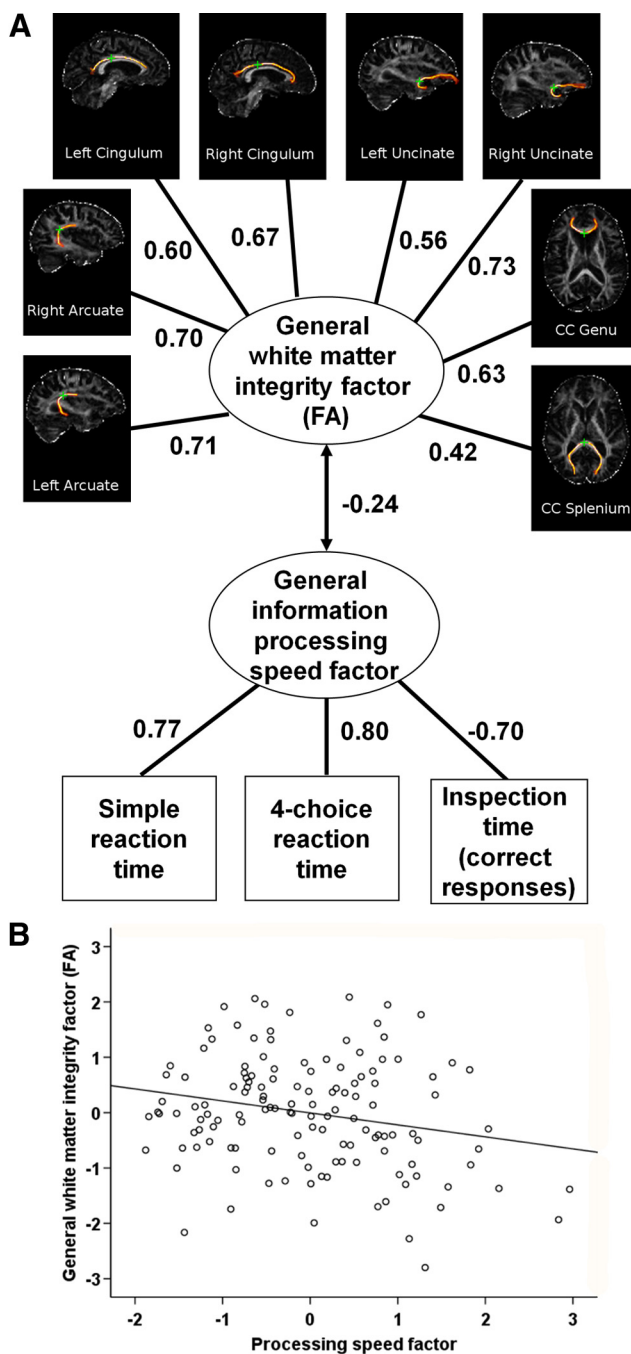 A
Left Cingulum
Right Cingulum
Left Uncinate
Right Uncinate
0.60
0.67
0.56
0.73
Right Arcuate
0.70
General
white matter
integrity factor
(FA)
CC Genu
0.63
Left Arcuate
0.71
0.42
CC Splenium
-0.24
General
information
processing
speed factor
0.77
0.80
-0.70
Simple
reaction
time
4-choice
reaction
time
Inspection
time
(correct
responses)
B
General white matter integrity factor (FA)
3
2
1
0
-1
-2
-3
-2
-1
0
1
2
3
Processing speed factor